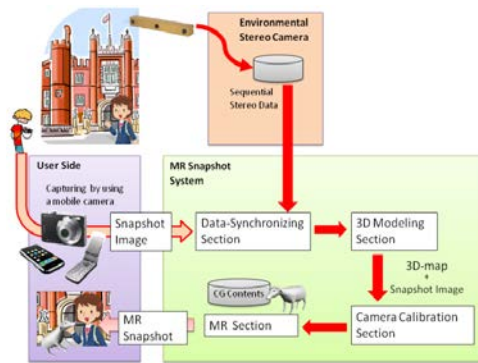 Environmental
Stereo Camera
Sequential
Stereo Data
User Side
Capturing by using
a mobile camera
Snapshot
Image
MR Snapshot
System
Data-Synchronizing
Section
3D Modeling
Section
3D-map
+
Snapshot Image
Camera Calibration
Section
CG Contents
MR Section
MR
Snapshot